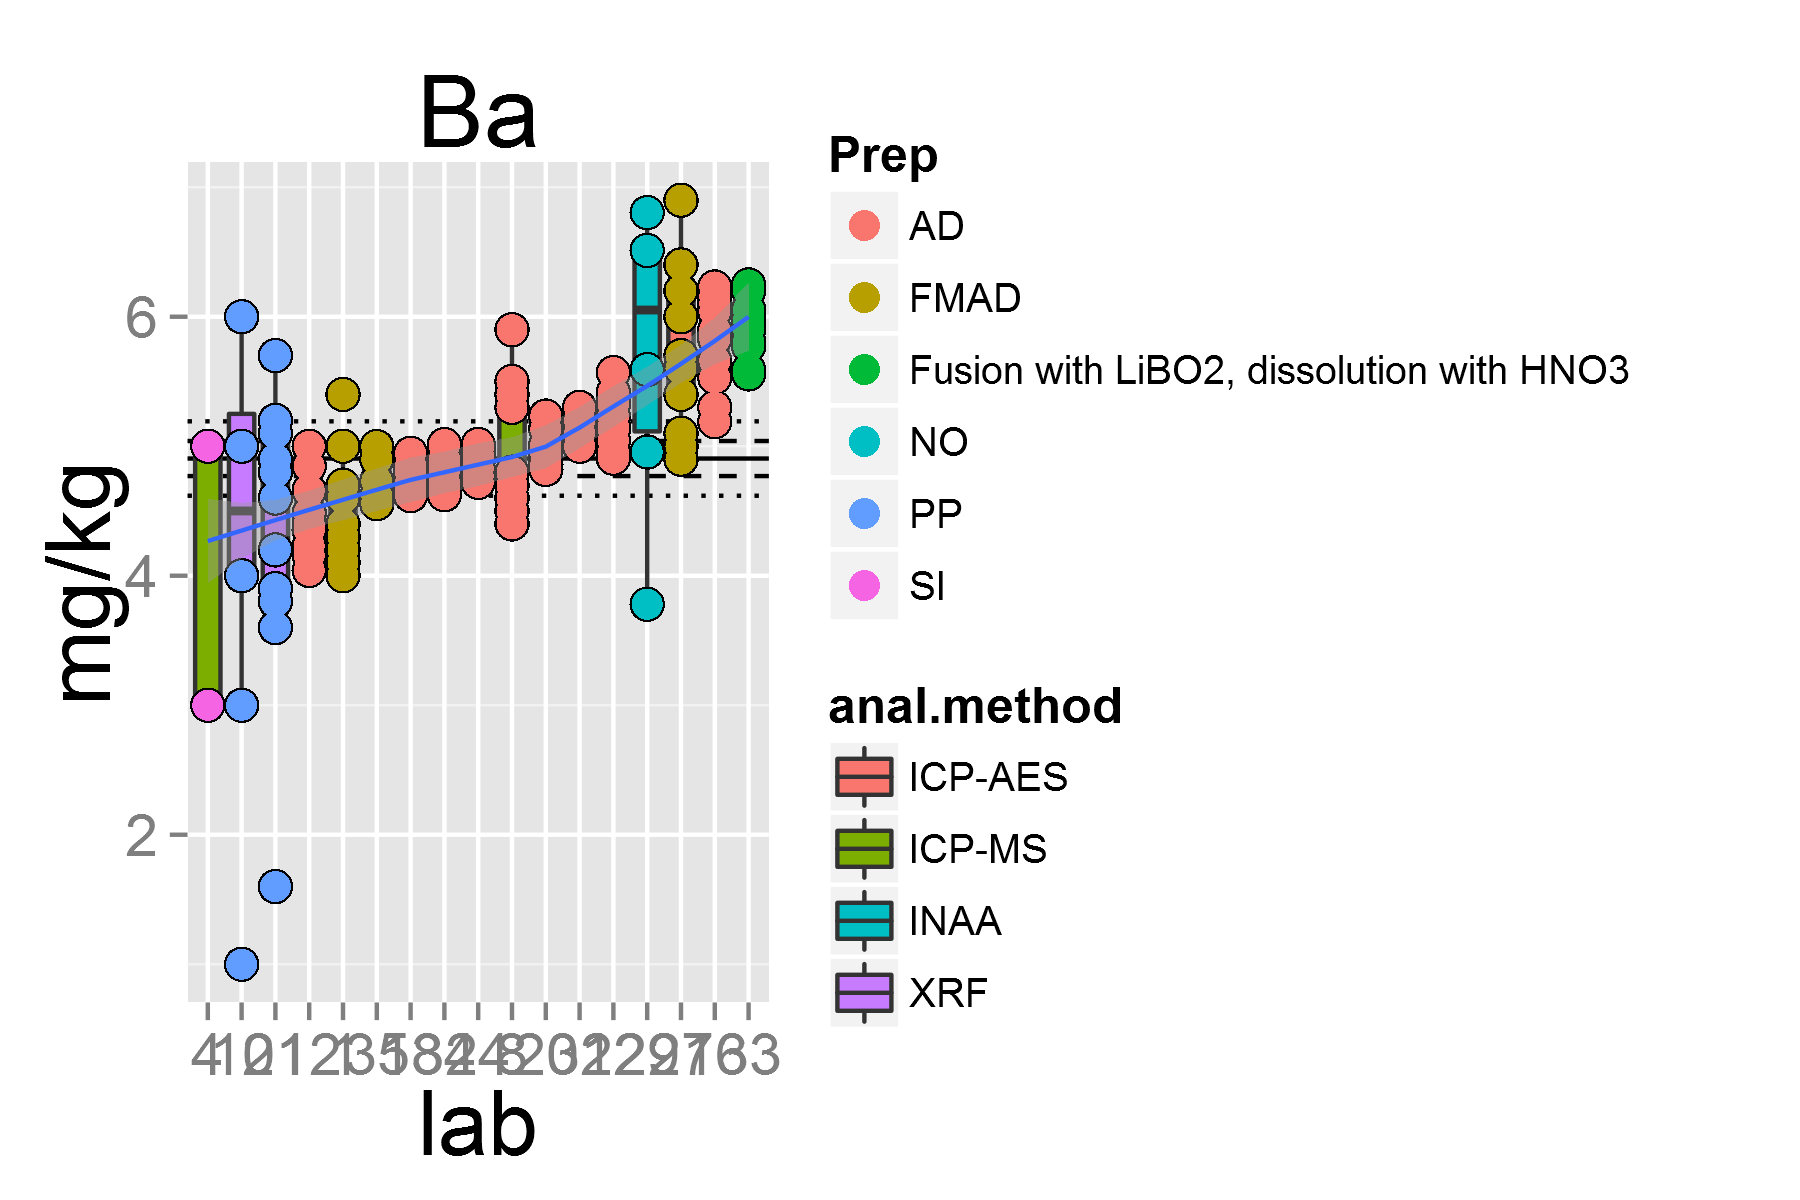 Ba
mg/kg
6
4
2
lab
Prep
AD
FMAD
Fusion with LiBO2, dissolution with HNO3
NO
PP
SI
anal.method
ICP-AES
ICP-MS
INAA
XRF